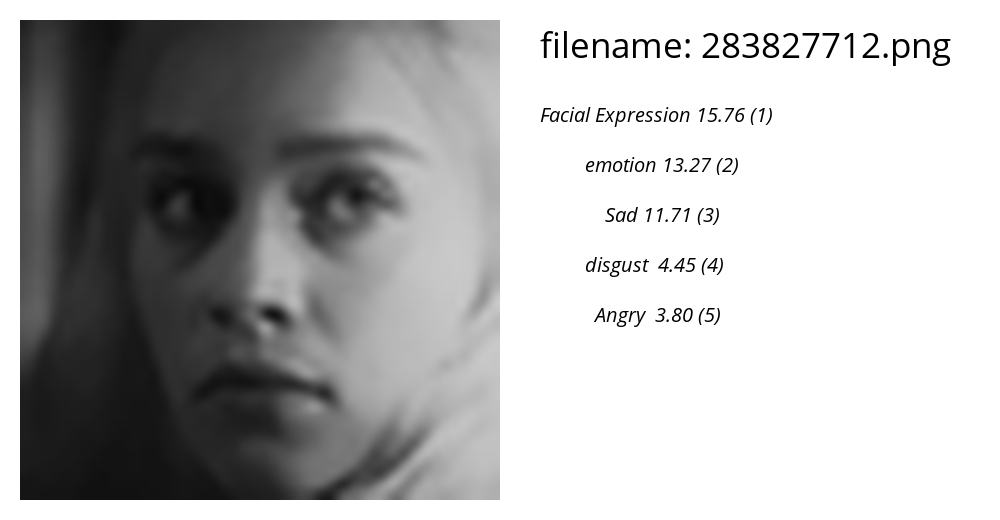 filename: 283827712.png
Facial Expression 15.76 (1)
emotion 13.27 (2)
Sad 11.71 (3)
disgust 4.45 (4)
Angry 3.80 (5)